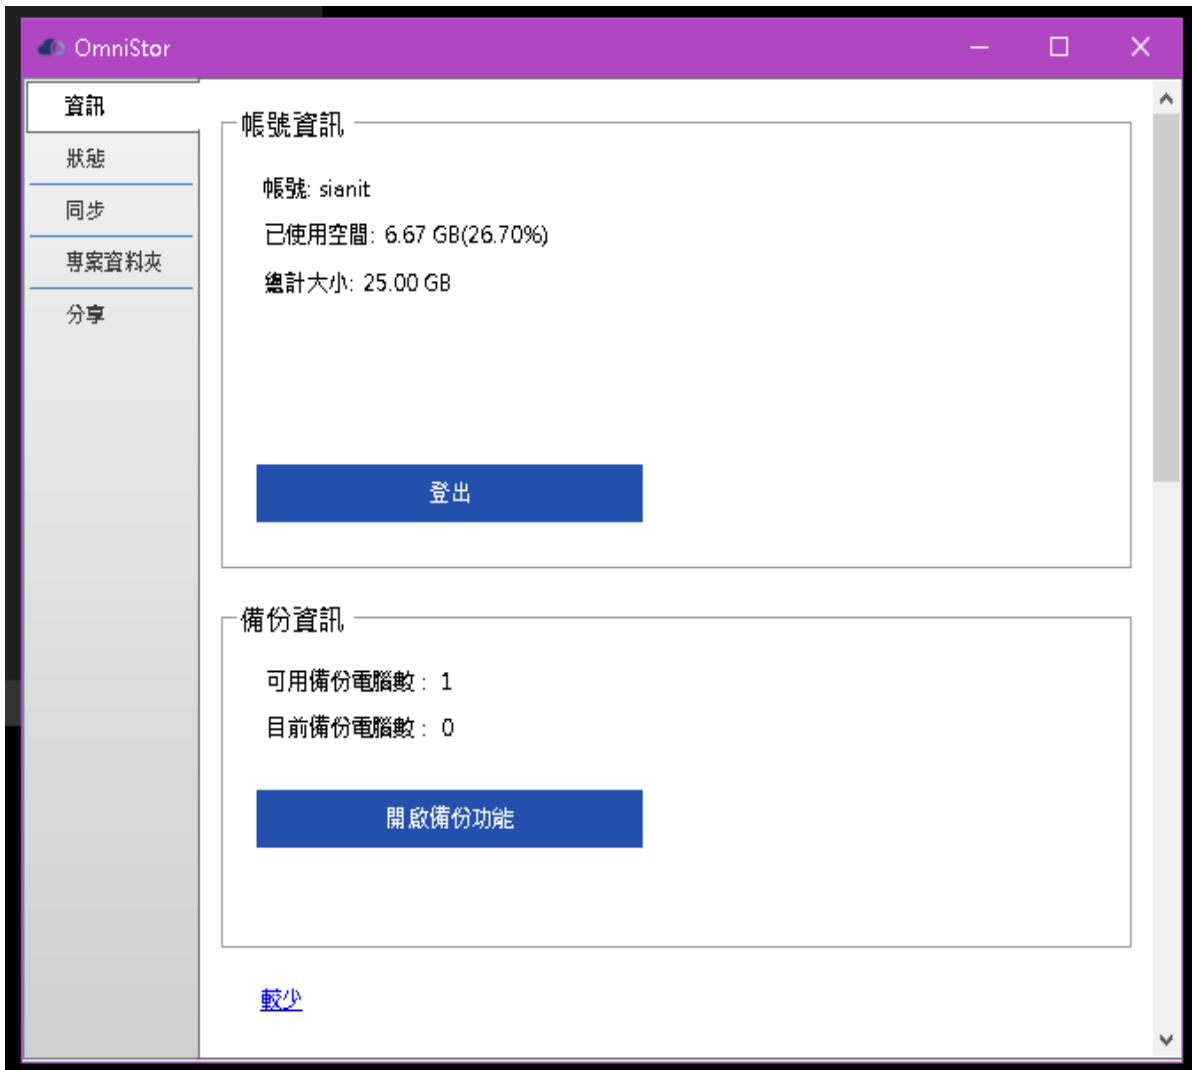 OmniStor
資訊
狀態
同步
專案資料夾
分享
帳號資訊
帳號: sianit
已使用空間: 6.67 GB(26.70%)
總計大小: 25.00 GB
登出
備份資訊
可用備份電腦數 : 1
目前備份電腦數 : 0
開啟備份功能
較少